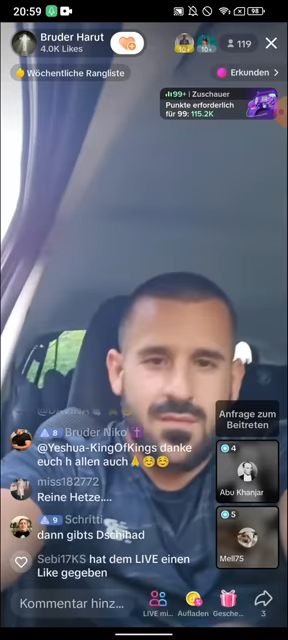 20:59
98
Bruder Harut
4.0K Likes
10+
10+
119
Wöchentliche Rangliste
Erkunden
99+ | Zuschauer
Punkte erforderlich
für 99: 115.2K
8 Bruder Niko
@Yeshua-KingOfKings danke
euch h allen auch
miss182772
Reine Hetze....
9 Schritti
dann gibts Dschihad
Sebi17KS hat dem LIVE einen
Like gegeben
Anfrage zum
Beitreten
4
Abu Khanjar
5
Mell75
Kommentar hinz...
LIVE mi...
Aufladen
Gesche...
3